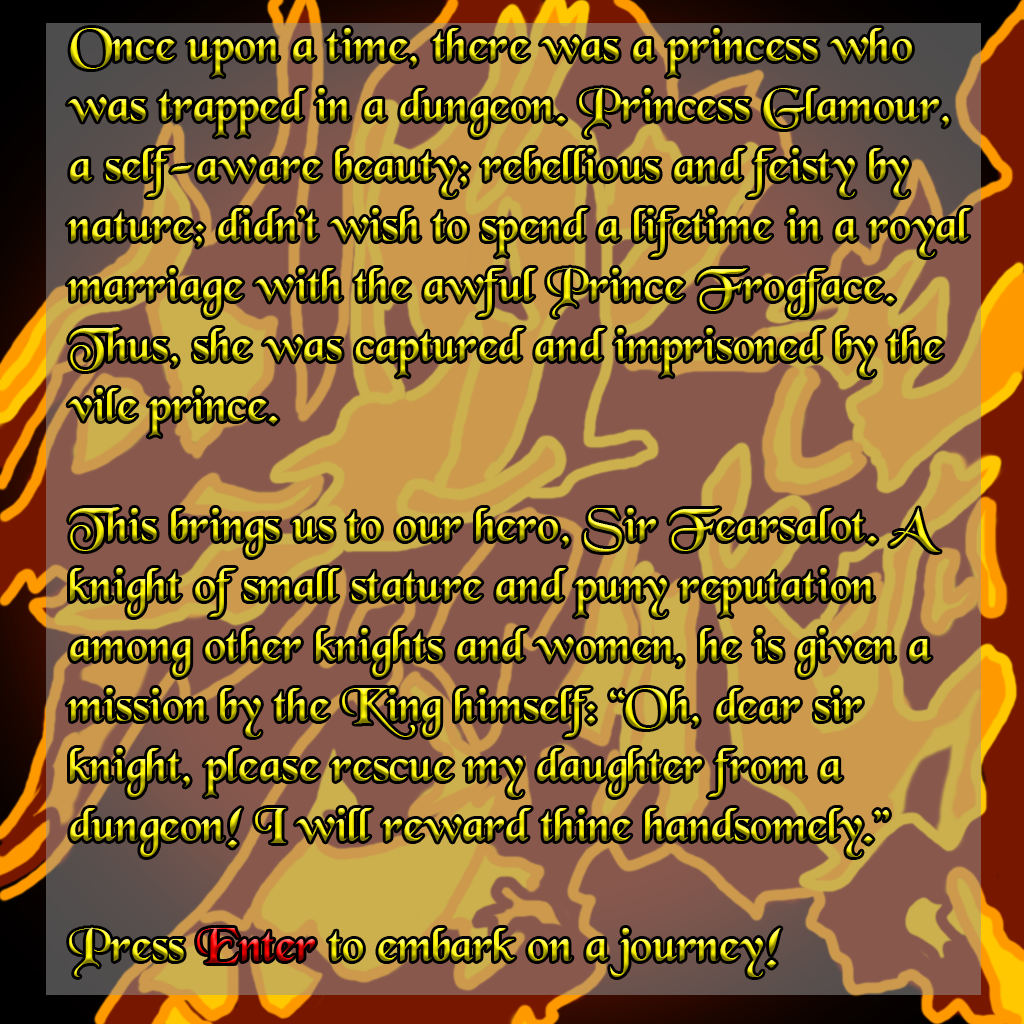 Once upon a time, there was a princess who
was trapped in a dungeon. Princess Glamour,
a self-aware beauty; rebellious and feisty by
nature; didn't wish to spend a lifetime in a royal
marriage with the awful Prince Frogface.
Thus, she was captured and imprisoned by the
vile prince.
This brings us to our hero, Sir Fearsalot. A
knight of small stature and puny reputation
among other knights and women, he is given a
mission by the King himself: “Oh, dear sir
knight, please rescue my daughter from a
dungeon! I will reward thine handsomely.”
Press Enter to embark on a journey!